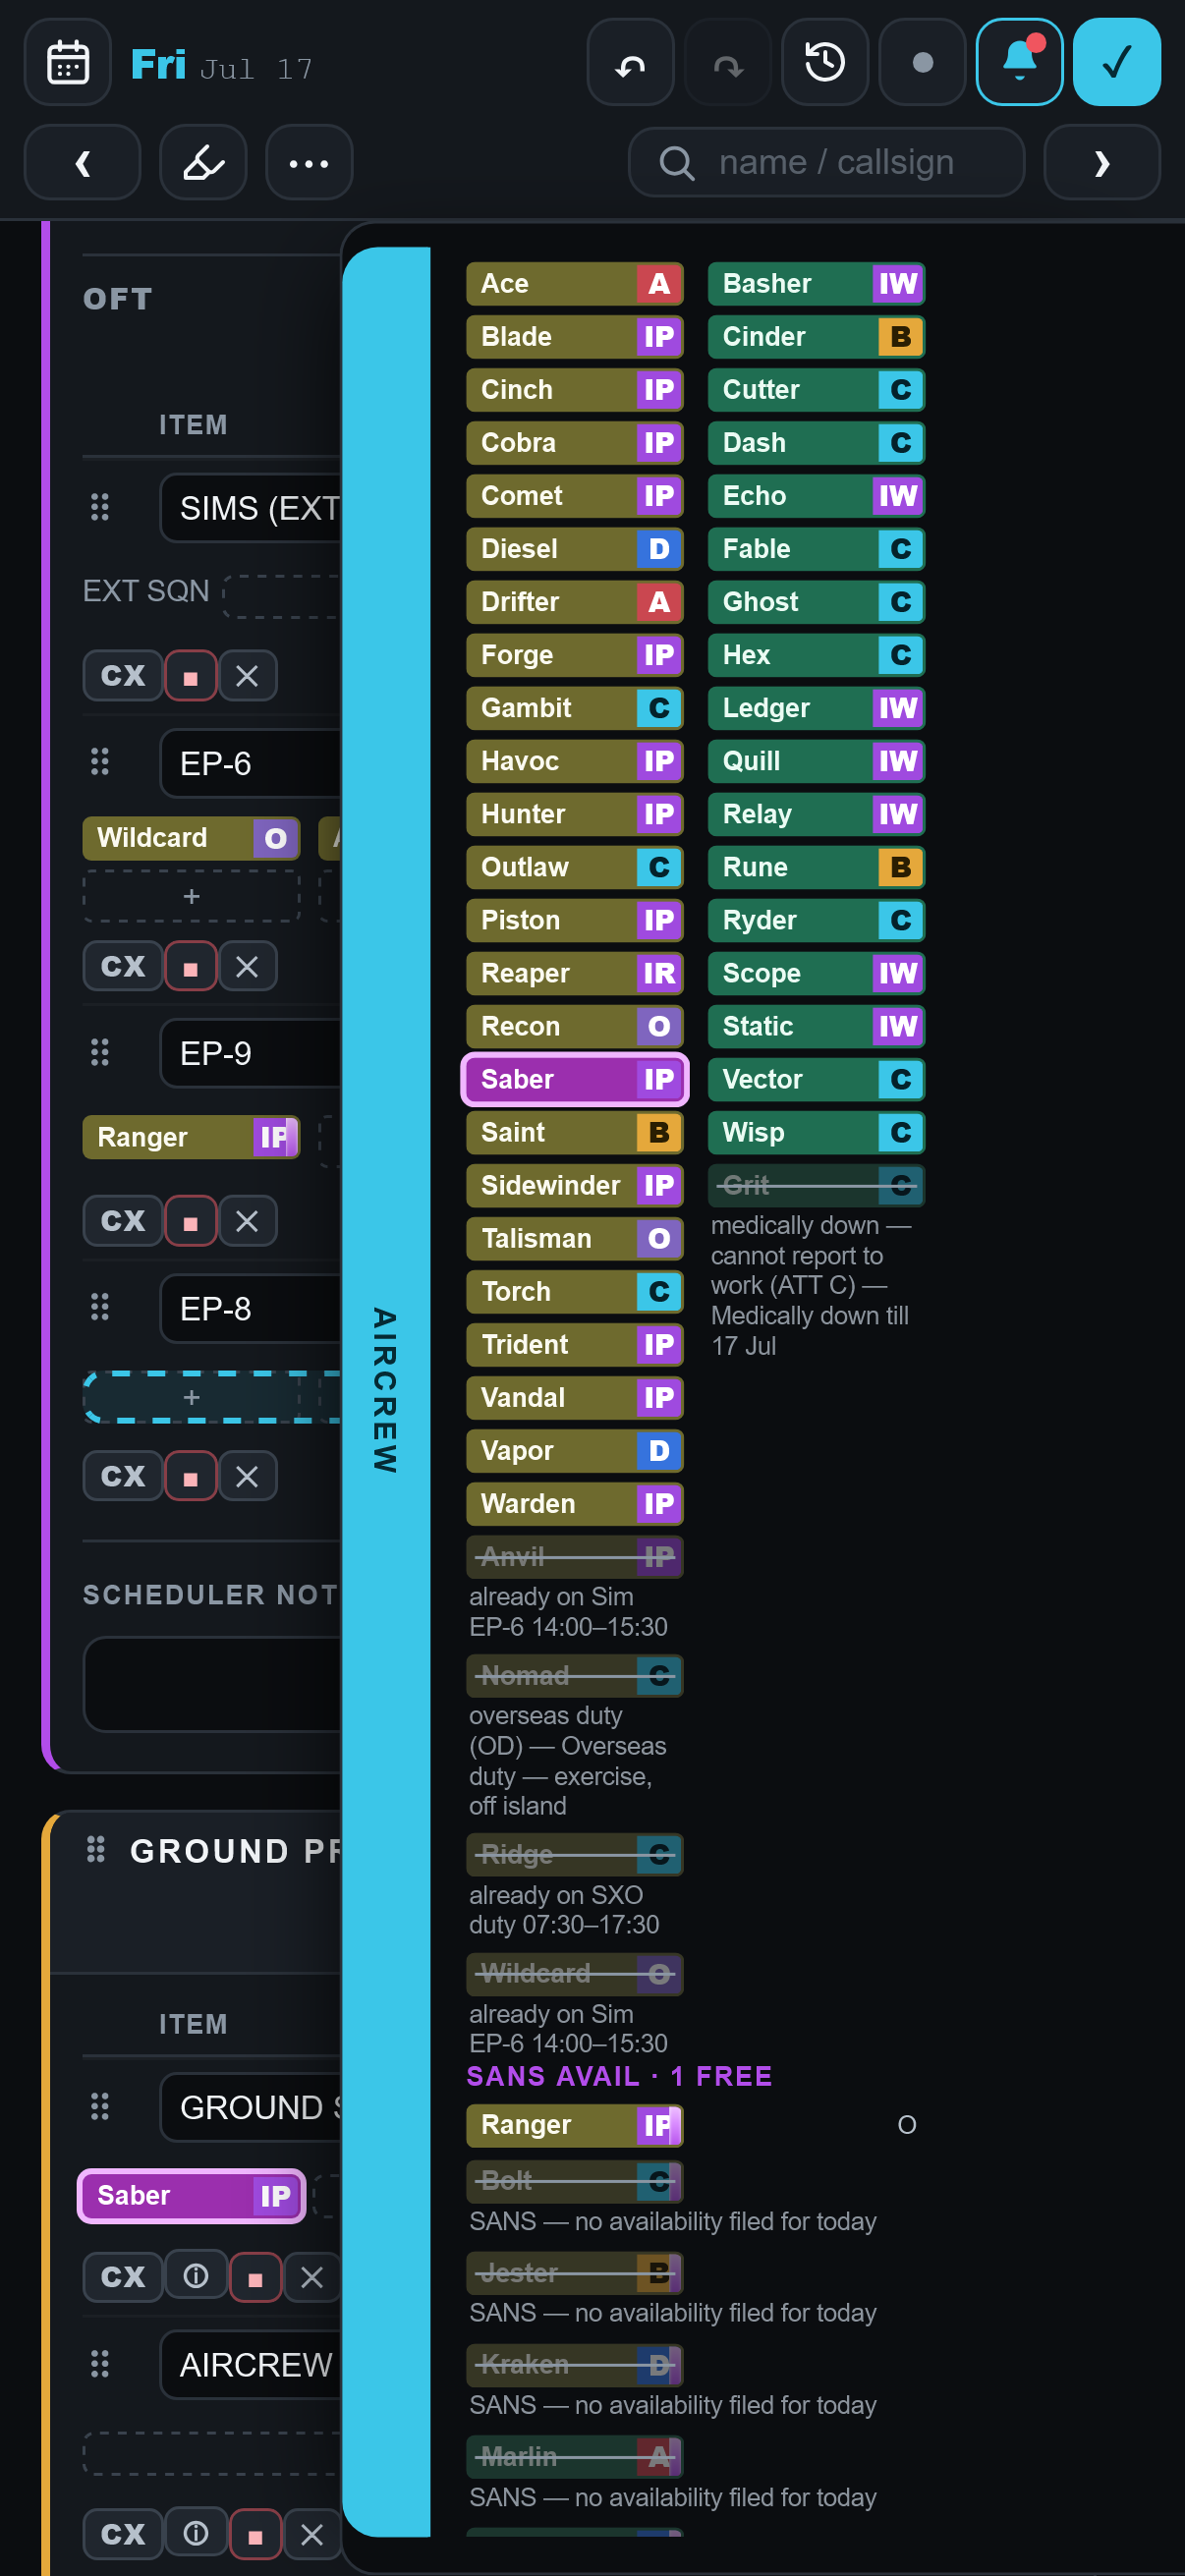 Fri Jul 17
name / callsign
OFT
ITEM
SIMS (EXT
EXT SQN
CX
EP-6
Wildcard O
+
CX
EP-9
Ranger IP
CX
EP-8
+
CX
SCHEDULER NOT
GROUND PR
ITEM
GROUND S
Saber IP
CX
AIRCREW
CX
AIRCREW
Ace A
Blade IP
Cinch IP
Cobra IP
Comet IP
Diesel D
Drifter A
Forge IP
Gambit C
Havoc IP
Hunter IP
Outlaw C
Piston IP
Reaper IR
Recon O
Saber IP
Saint B
Sidewinder IP
Talisman O
Torch C
Trident IP
Vandal IP
Vapor D
Warden IP
Anvil IP
already on Sim
EP-6 14:00–15:30
Nomad C
overseas duty
(OD) — Overseas
duty — exercise,
off island
Ridge C
already on SXO
duty 07:30–17:30
Wildcard O
already on Sim
EP-6 14:00–15:30
Basher IW
Cinder B
Cutter C
Dash C
Echo IW
Fable C
Ghost C
Hex C
Ledger IW
Quill IW
Relay IW
Rune B
Ryder C
Scope IW
Static IW
Vector C
Wisp C
Grit C
medically down —
cannot report to
work (ATT C) —
Medically down till
17 Jul
SANS AVAIL · 1 FREE
Ranger IP O
Bolt C
SANS — no availability filed for today
Jester B
SANS — no availability filed for today
Kraken D
SANS — no availability filed for today
Marlin A
SANS — no availability filed for today